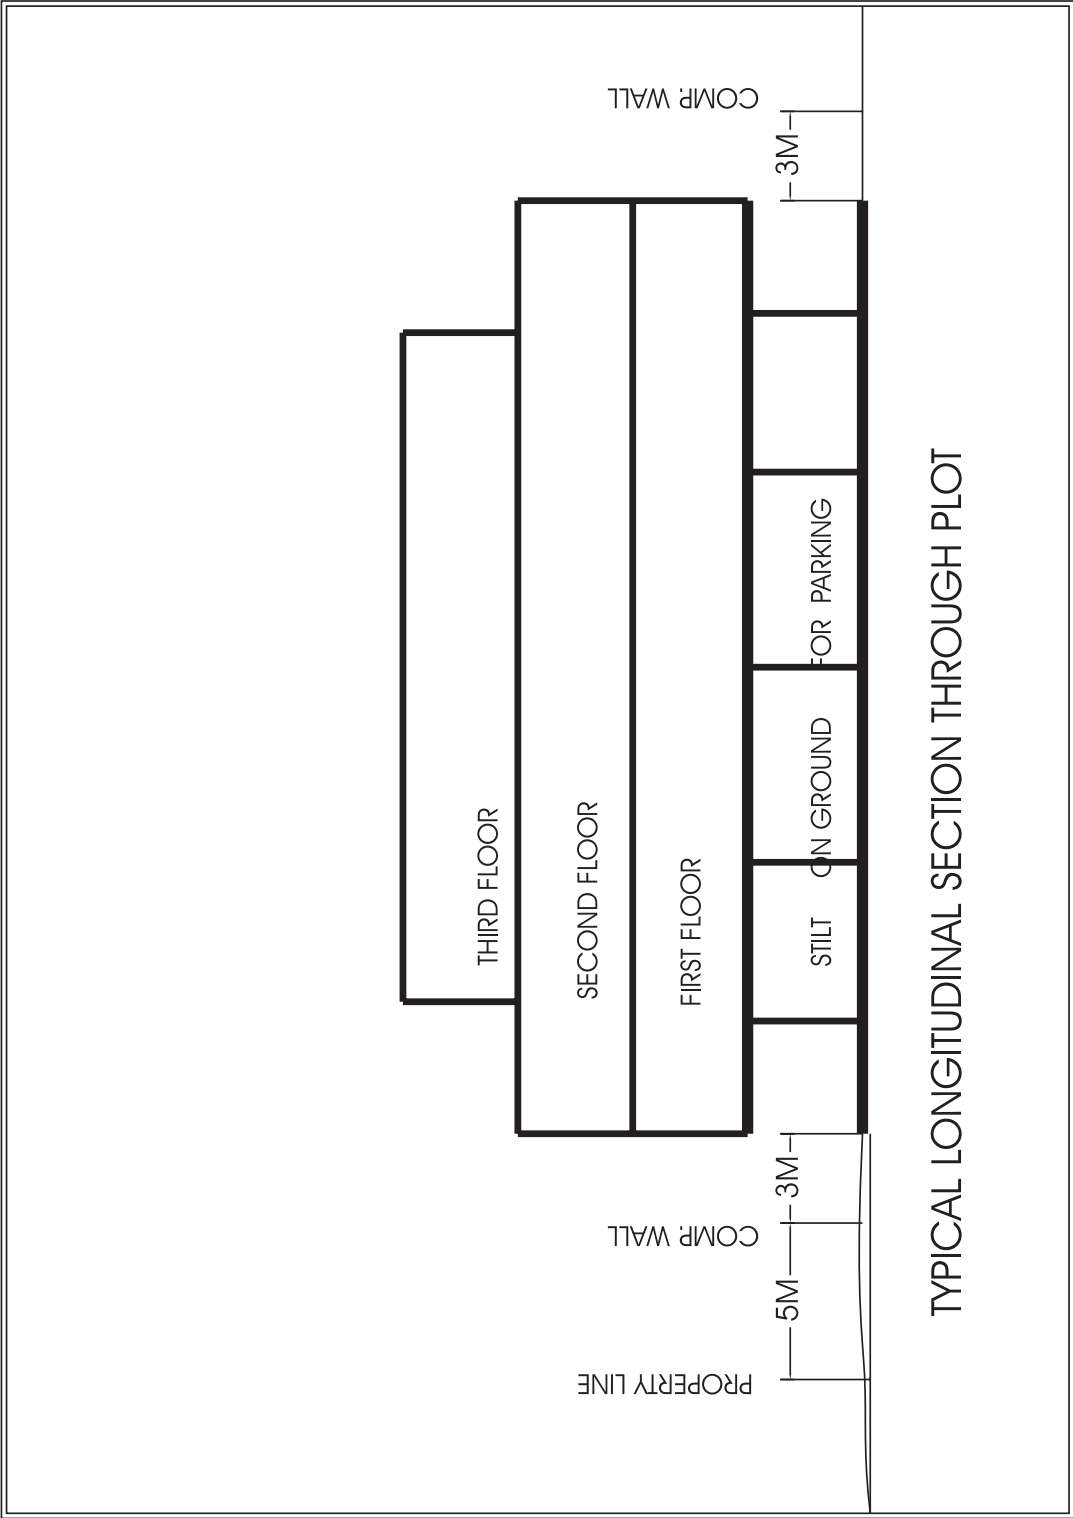 THIRD FLOOR
SECOND FLOOR
FIRST FLOOR
STILT ON GROUND FOR PARKING
PROPERTY LINE
COMP. WALL
COMP. WALL
5M
3M
3M
TYPICAL LONGITUDINAL SECTION THROUGH PLOT